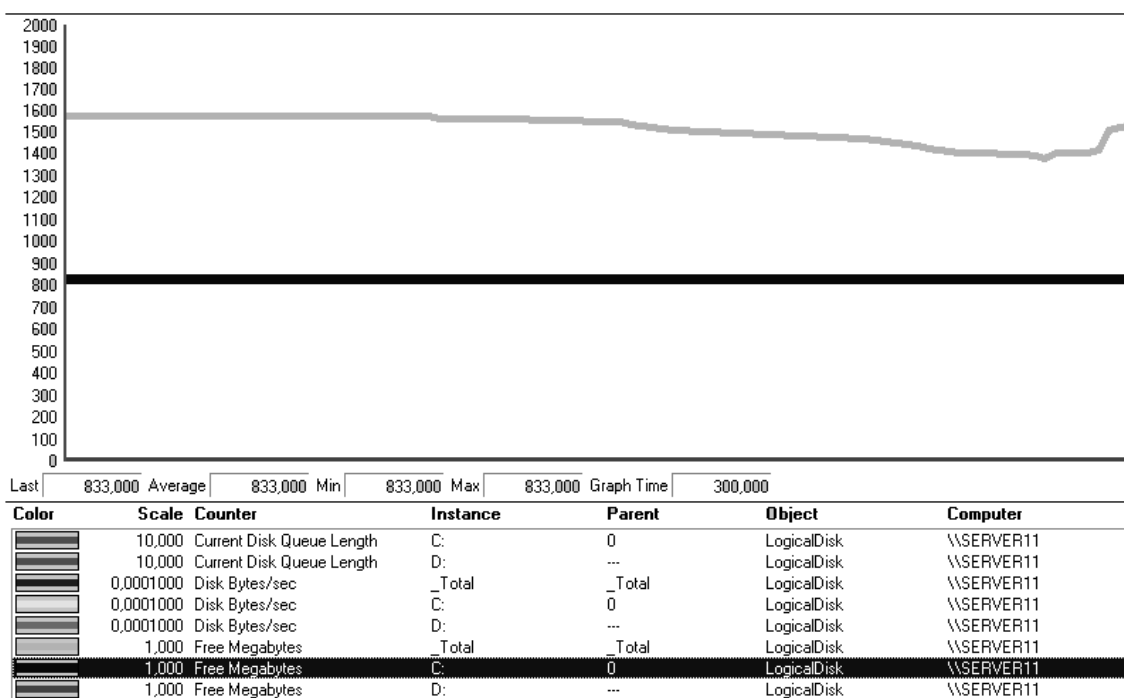 2000
1900
1800
1700
1600
1500
1400
1300
1200
1100
1000
900
800
700
600
500
400
300
200
100
0
Last 833,000 Average 833,000 Min 833,000 Max 833,000 Graph Time 300,000
Color Scale Counter Instance Parent Object Computer
10,000 Current Disk Queue Length C: 0 LogicalDisk \\SERVER11
10,000 Current Disk Queue Length D: --- LogicalDisk \\SERVER11
0,0001000 Disk Bytes/sec _Total _Total LogicalDisk \\SERVER11
0,0001000 Disk Bytes/sec C: 0 LogicalDisk \\SERVER11
0,0001000 Disk Bytes/sec D: --- LogicalDisk \\SERVER11
1,000 Free Megabytes _Total _Total LogicalDisk \\SERVER11
1,000 Free Megabytes C: 0 LogicalDisk \\SERVER11
1,000 Free Megabytes D: --- LogicalDisk \\SERVER11